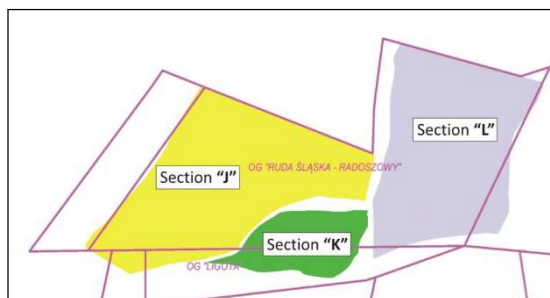 Section "L"
OG "RUDA ŚLĄSKA - RADOSZOWY"
Section "J"
Section "K"
OG "LIGOTA"